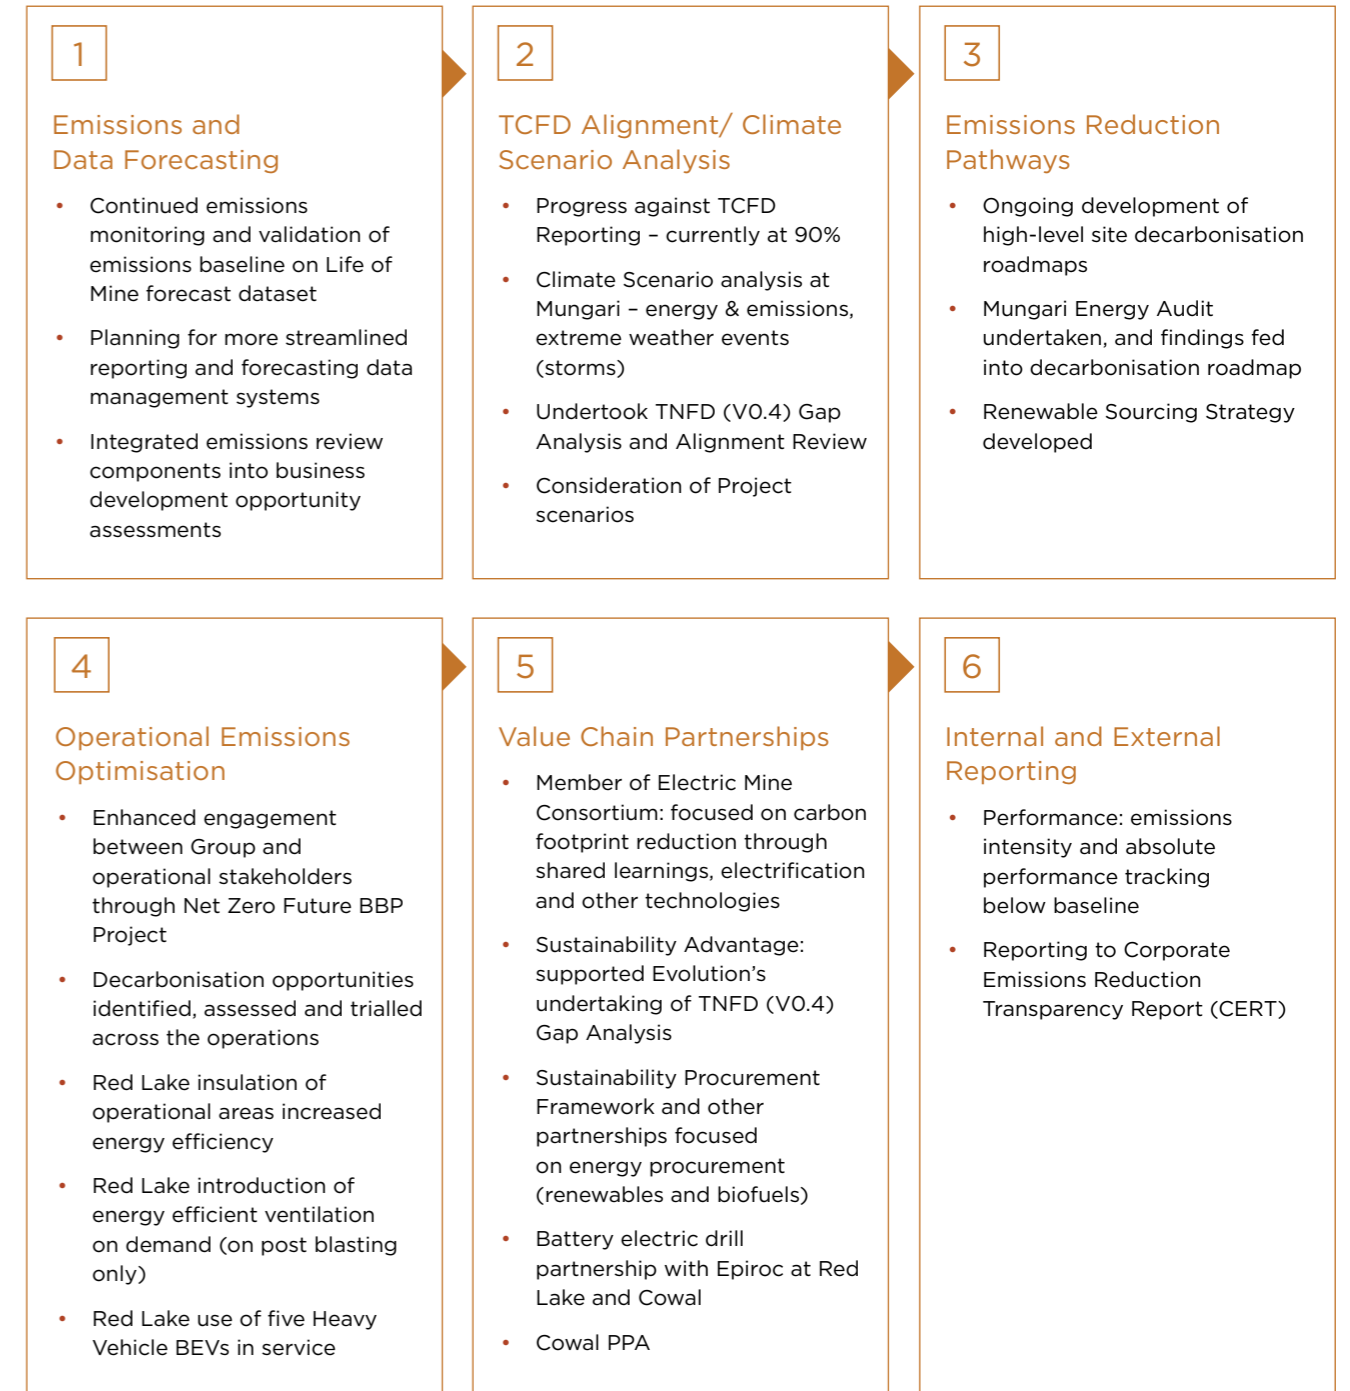 1
Emissions and
Data Forecasting
• Continued emissions
monitoring and validation of
emissions baseline on Life of
Mine forecast dataset
• Planning for more streamlined
reporting and forecasting data
management systems
• Integrated emissions review
components into business
development opportunity
assessments
2
TCFD Alignment/ Climate
Scenario Analysis
• Progress against TCFD
Reporting – currently at 90%
• Climate Scenario analysis at
Mungari – energy & emissions,
extreme weather events
(storms)
• Undertook TNFD (V0.4) Gap
Analysis and Alignment Review
• Consideration of Project
scenarios
3
Emissions Reduction
Pathways
• Ongoing development of
high-level site decarbonisation
roadmaps
• Mungari Energy Audit
undertaken, and findings fed
into decarbonisation roadmap
• Renewable Sourcing Strategy
developed
4
Operational Emissions
Optimisation
• Enhanced engagement
between Group and
operational stakeholders
through Net Zero Future BBP
Project
• Decarbonisation opportunities
identified, assessed and trialled
across the operations
• Red Lake insulation of
operational areas increased
energy efficiency
• Red Lake introduction of
energy efficient ventilation
on demand (on post blasting
only)
• Red Lake use of five Heavy
Vehicle BEVs in service
5
Value Chain Partnerships
• Member of Electric Mine
Consortium: focused on carbon
footprint reduction through
shared learnings, electrification
and other technologies
• Sustainability Advantage:
supported Evolution’s
undertaking of TNFD (V0.4)
Gap Analysis
• Sustainability Procurement
Framework and other
partnerships focused
on energy procurement
(renewables and biofuels)
• Battery electric drill
partnership with Epiroc at Red
Lake and Cowal
• Cowal PPA
6
Internal and External
Reporting
• Performance: emissions
intensity and absolute
performance tracking
below baseline
• Reporting to Corporate
Emissions Reduction
Transparency Report (CERT)